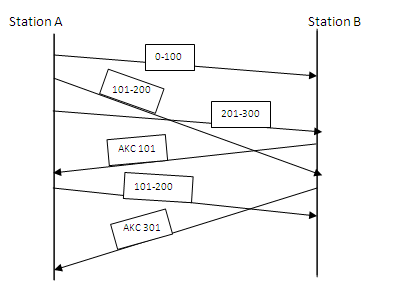 Station A
Station B
0-100
101-200
201-300
AKC 101
101-200
AKC 301